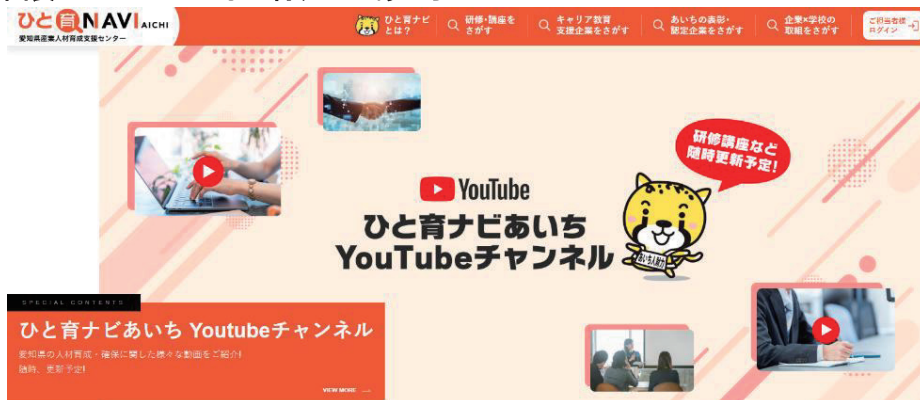 ひと育NAVI AICHI
愛知県産業人材育成支援センター
ひと育ナビ
とは？
研修・講座を
さがす
キャリア教育
支援企業をさがす
あいちの表彰・
認定企業をさがす
企業×学校の
取組をさがす
ご担当者様
ログイン
研修講座など
随時更新予定!
YouTube
ひと育ナビあいち
YouTubeチャンネル
あいち人財力
SPECIAL CONTENTS
ひと育ナビあいち Youtubeチャンネル
愛知県の人材育成・確保に関した様々な動画をご紹介!
随時、更新予定!
VIEW MORE